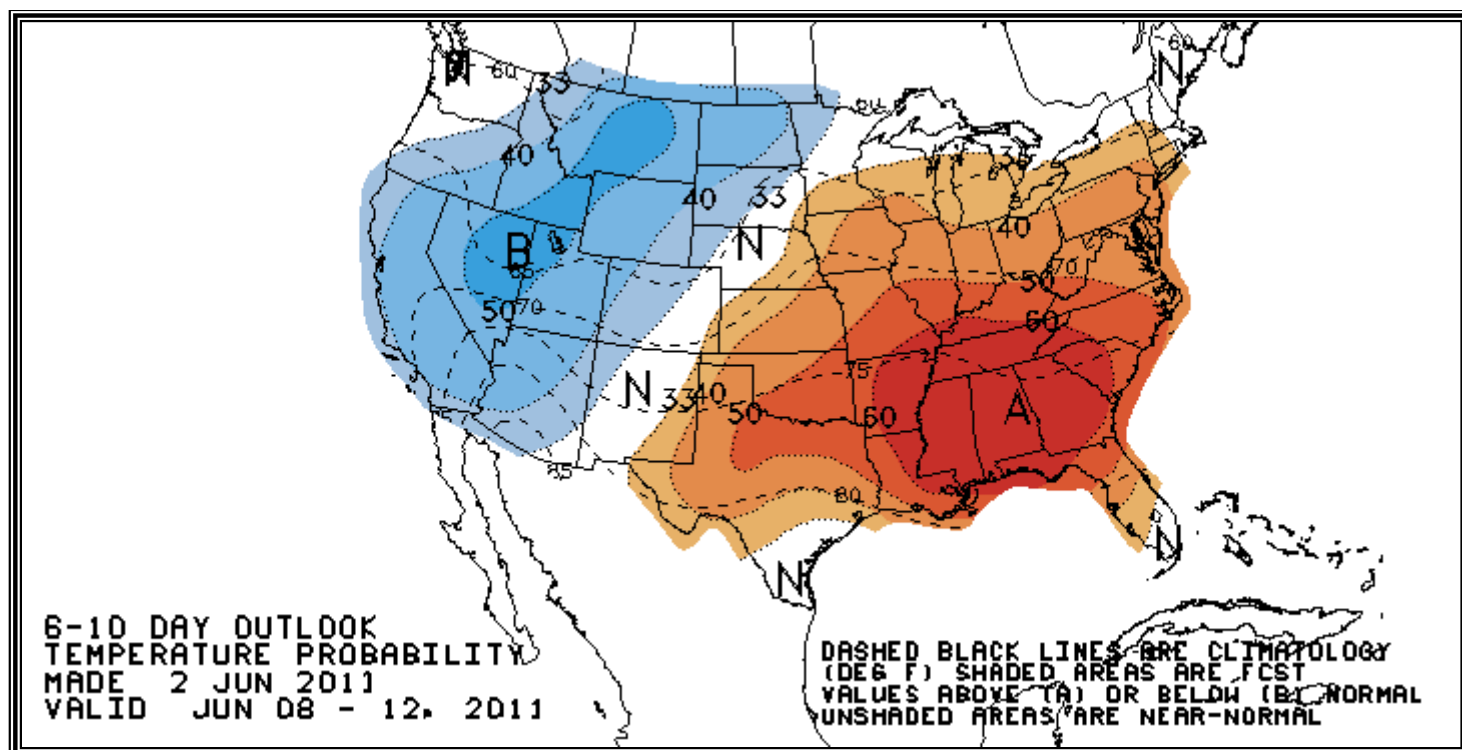 N
60
33
60
N
60
40
33
40
33
40
N
B
65
50
70
70
50
60
75
N
33
40
50
60
A
85
80
N
N
6-10 DAY OUTLOOK
TEMPERATURE PROBABILITY
MADE 2 JUN 2011
VALID JUN 08 - 12, 2011
DASHED BLACK LINES ARE CLIMATOLOGY
(DEG F) SHADED AREAS ARE FCST
VALUES ABOVE (A) OR BELOW (B) NORMAL
UNSHADED AREAS ARE NEAR-NORMAL